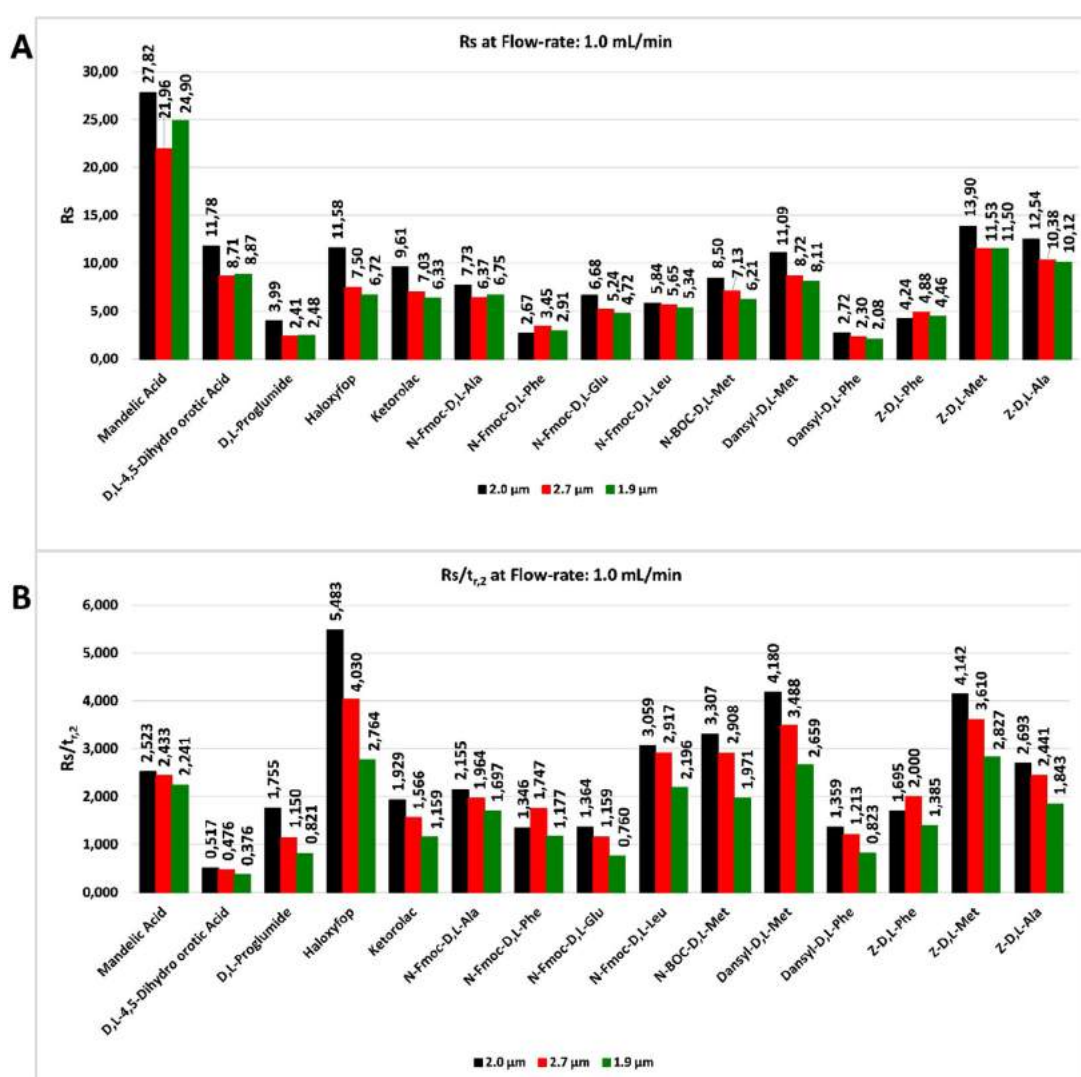 A
Rs at Flow-rate: 1.0 mL/min
Rs
30,00
25,00
20,00
15,00
10,00
5,00
0,00
27,82
21,96
24,90
11,78
8,71
8,87
3,99
2,41
2,48
11,58
7,50
6,72
9,61
7,03
6,33
7,73
6,37
6,75
2,67
3,45
2,91
6,68
5,24
4,72
5,84
5,65
5,34
8,50
7,13
6,21
11,09
8,72
8,11
2,72
2,30
2,08
4,24
4,88
4,46
13,90
11,53
11,50
12,54
10,38
10,12
Mandelic Acid
D,L-4,5-Dihydro orotic Acid
D,L-Proglumide
Haloxyfop
Ketorolac
N-Fmoc-D,L-Ala
N-Fmoc-D,L-Phe
N-Fmoc-D,L-Glu
N-Fmoc-D,L-Leu
N-BOC-D,L-Met
Dansyl-D,L-Met
Dansyl-D,L-Phe
Z-D,L-Phe
Z-D,L-Met
Z-D,L-Ala
2.0 µm 2.7 µm 1.9 µm
B
Rs/tr,2 at Flow-rate: 1.0 mL/min
Rs/tr,2
6,000
5,000
4,000
3,000
2,000
1,000
0,000
2,523
2,433
2,241
0,517
0,476
0,376
1,755
1,150
0,821
5,483
4,030
2,764
1,929
1,566
1,159
2,155
1,964
1,697
1,346
1,747
1,177
1,364
1,159
0,760
3,059
2,917
2,196
3,307
2,908
1,971
4,180
3,488
2,659
1,359
1,213
0,823
1,695
2,000
1,385
4,142
3,610
2,827
2,693
2,441
1,843
Mandelic Acid
D,L-4,5-Dihydro orotic Acid
D,L-Proglumide
Haloxyfop
Ketorolac
N-Fmoc-D,L-Ala
N-Fmoc-D,L-Phe
N-Fmoc-D,L-Glu
N-Fmoc-D,L-Leu
N-BOC-D,L-Met
Dansyl-D,L-Met
Dansyl-D,L-Phe
Z-D,L-Phe
Z-D,L-Met
Z-D,L-Ala
2.0 µm 2.7 µm 1.9 µm